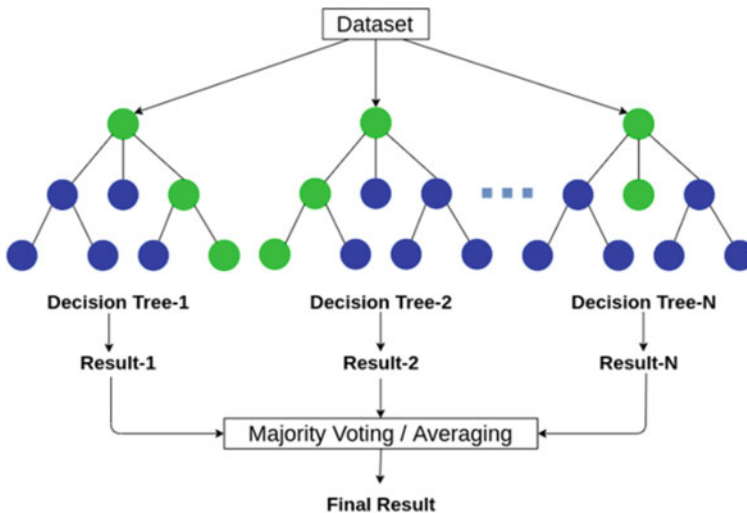 Dataset
Decision Tree-1
Decision Tree-2
Decision Tree-N
Result-1
Result-2
Result-N
Majority Voting / Averaging
Final Result